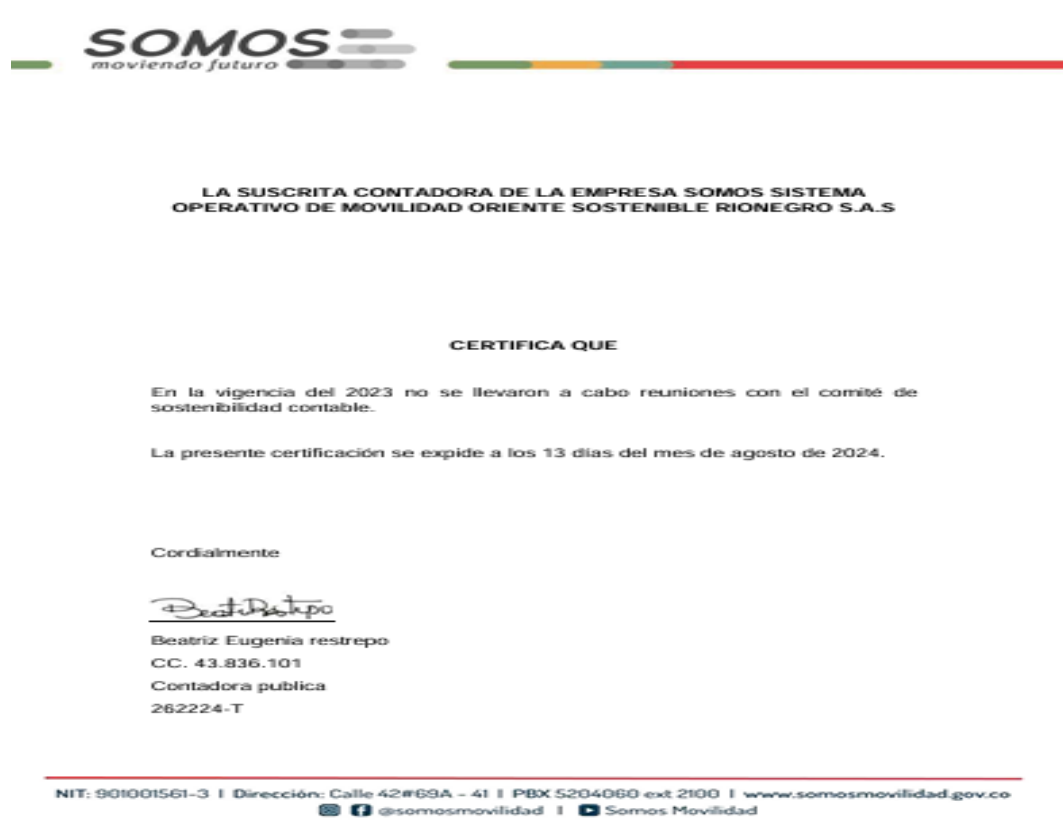 SOMOS
moviendo futuro
LA SUSCRITA CONTADORA DE LA EMPRESA SOMOS SISTEMA
OPERATIVO DE MOVILIDAD ORIENTE SOSTENIBLE RIONEGRO S.A.S
CERTIFICA QUE
En la vigencia del 2023 no se llevaron a cabo reuniones con el comité de
sostenibilidad contable.
La presente certificación se expide a los 13 días del mes de agosto de 2024.
Cordialmente
Beatriz Eugenia restrepo
CC. 43.836.101
Contadora publica
262224-T
NIT: 901001561-3 | Dirección: Calle 42#69A - 41 | PBX 5204060 ext 2100 | www.somosmovilidad.gov.co
@somosmovilidad | Somos Movilidad